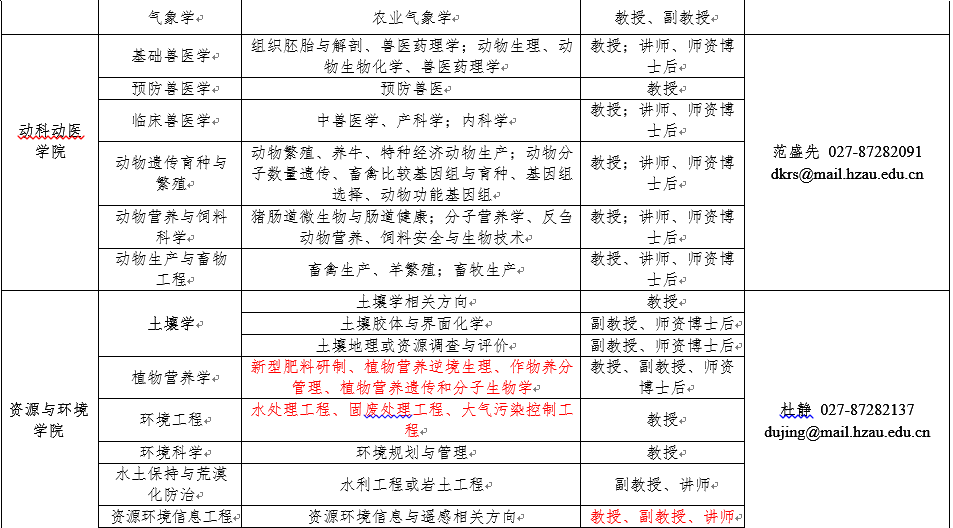 气象学
农业气象学
教授、副教授
动科动医
学院
基础兽医学
组织胚胎与解剖、兽医药理学；动物生理、动
物生物化学、兽医药理学
教授；讲师、师资博
士后
范盛先 027-87282091
dkrs@mail.hzau.edu.cn
预防兽医学
预防兽医
教授
临床兽医学
中兽医学、产科学；内科学
教授；讲师、师资博
士后
动物遗传育种与
繁殖
动物繁殖、养牛、特种经济动物生产；动物分
子数量遗传、畜禽比较基因组与育种、基因组
选择、动物功能基因组
教授；讲师、师资博
士后
动物营养与饲料
科学
猪肠道微生物与肠道健康；分子营养学、反刍
动物营养、饲料安全与生物技术
教授；讲师、师资博
士后
动物生产与畜物
工程
畜禽生产、羊繁殖；畜牧生产
教授、讲师、师资博
士后
资源与环境
学院
土壤学
土壤学相关方向
教授
杜静 027-87282137
dujing@mail.hzau.edu.cn
土壤胶体与界面化学
副教授、师资博士后
土壤地理或资源调查与评价
副教授、师资博士后
植物营养学
新型肥料研制、植物营养逆境生理、作物养分
管理、植物营养遗传和分子生物学
教授、副教授、师资
博士后
环境工程
水处理工程、固废处理工程、大气污染控制工
程
教授
环境科学
环境规划与管理
教授
水土保持与荒漠
化防治
水利工程或岩土工程
副教授、讲师
资源环境信息工程
资源环境信息与遥感相关方向
教授、副教授、讲师